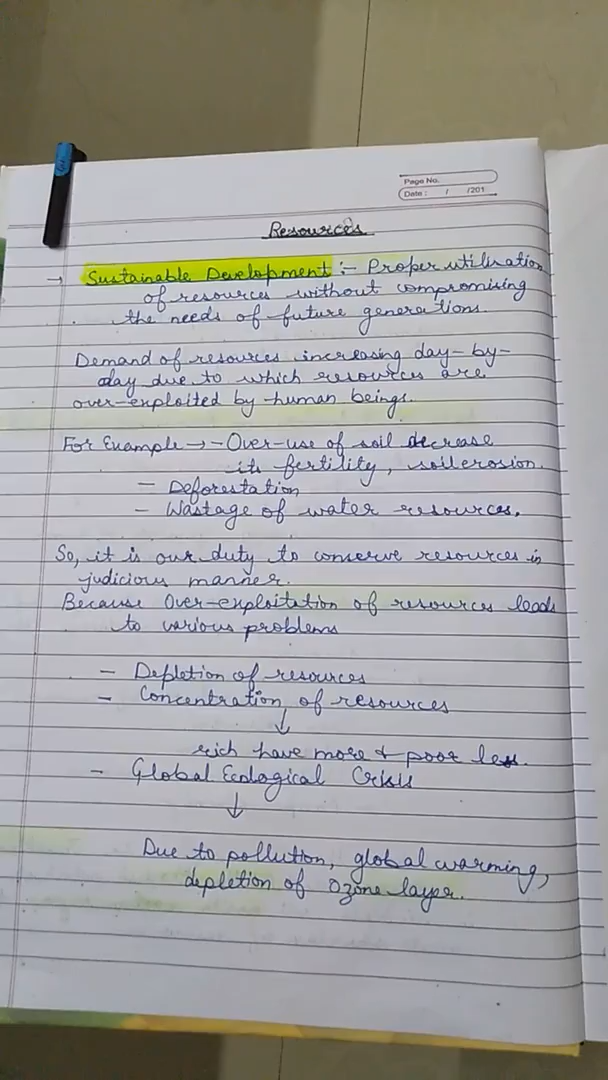 Page No.
Date : / /201
Resources
→ Sustainable Development :- Proper utilisation
of resources without compromising
the needs of future generations.
Demand of resources increasing day-by-
day due to which resources are
over-exploited by human beings.
For Example → - Over-use of soil decrease
its fertility, soil erosion.
- Deforestation
- Wastage of water resources.
So, it is our duty to conserve resources in
judicious manner.
Because Over-exploitation of resources leads
to various problems
- Depletion of resources
- Concentration of resources
↓
rich have more & poor less.
- Global Ecological Crisis
↓
Due to pollution, global warming,
depletion of Ozone layer.